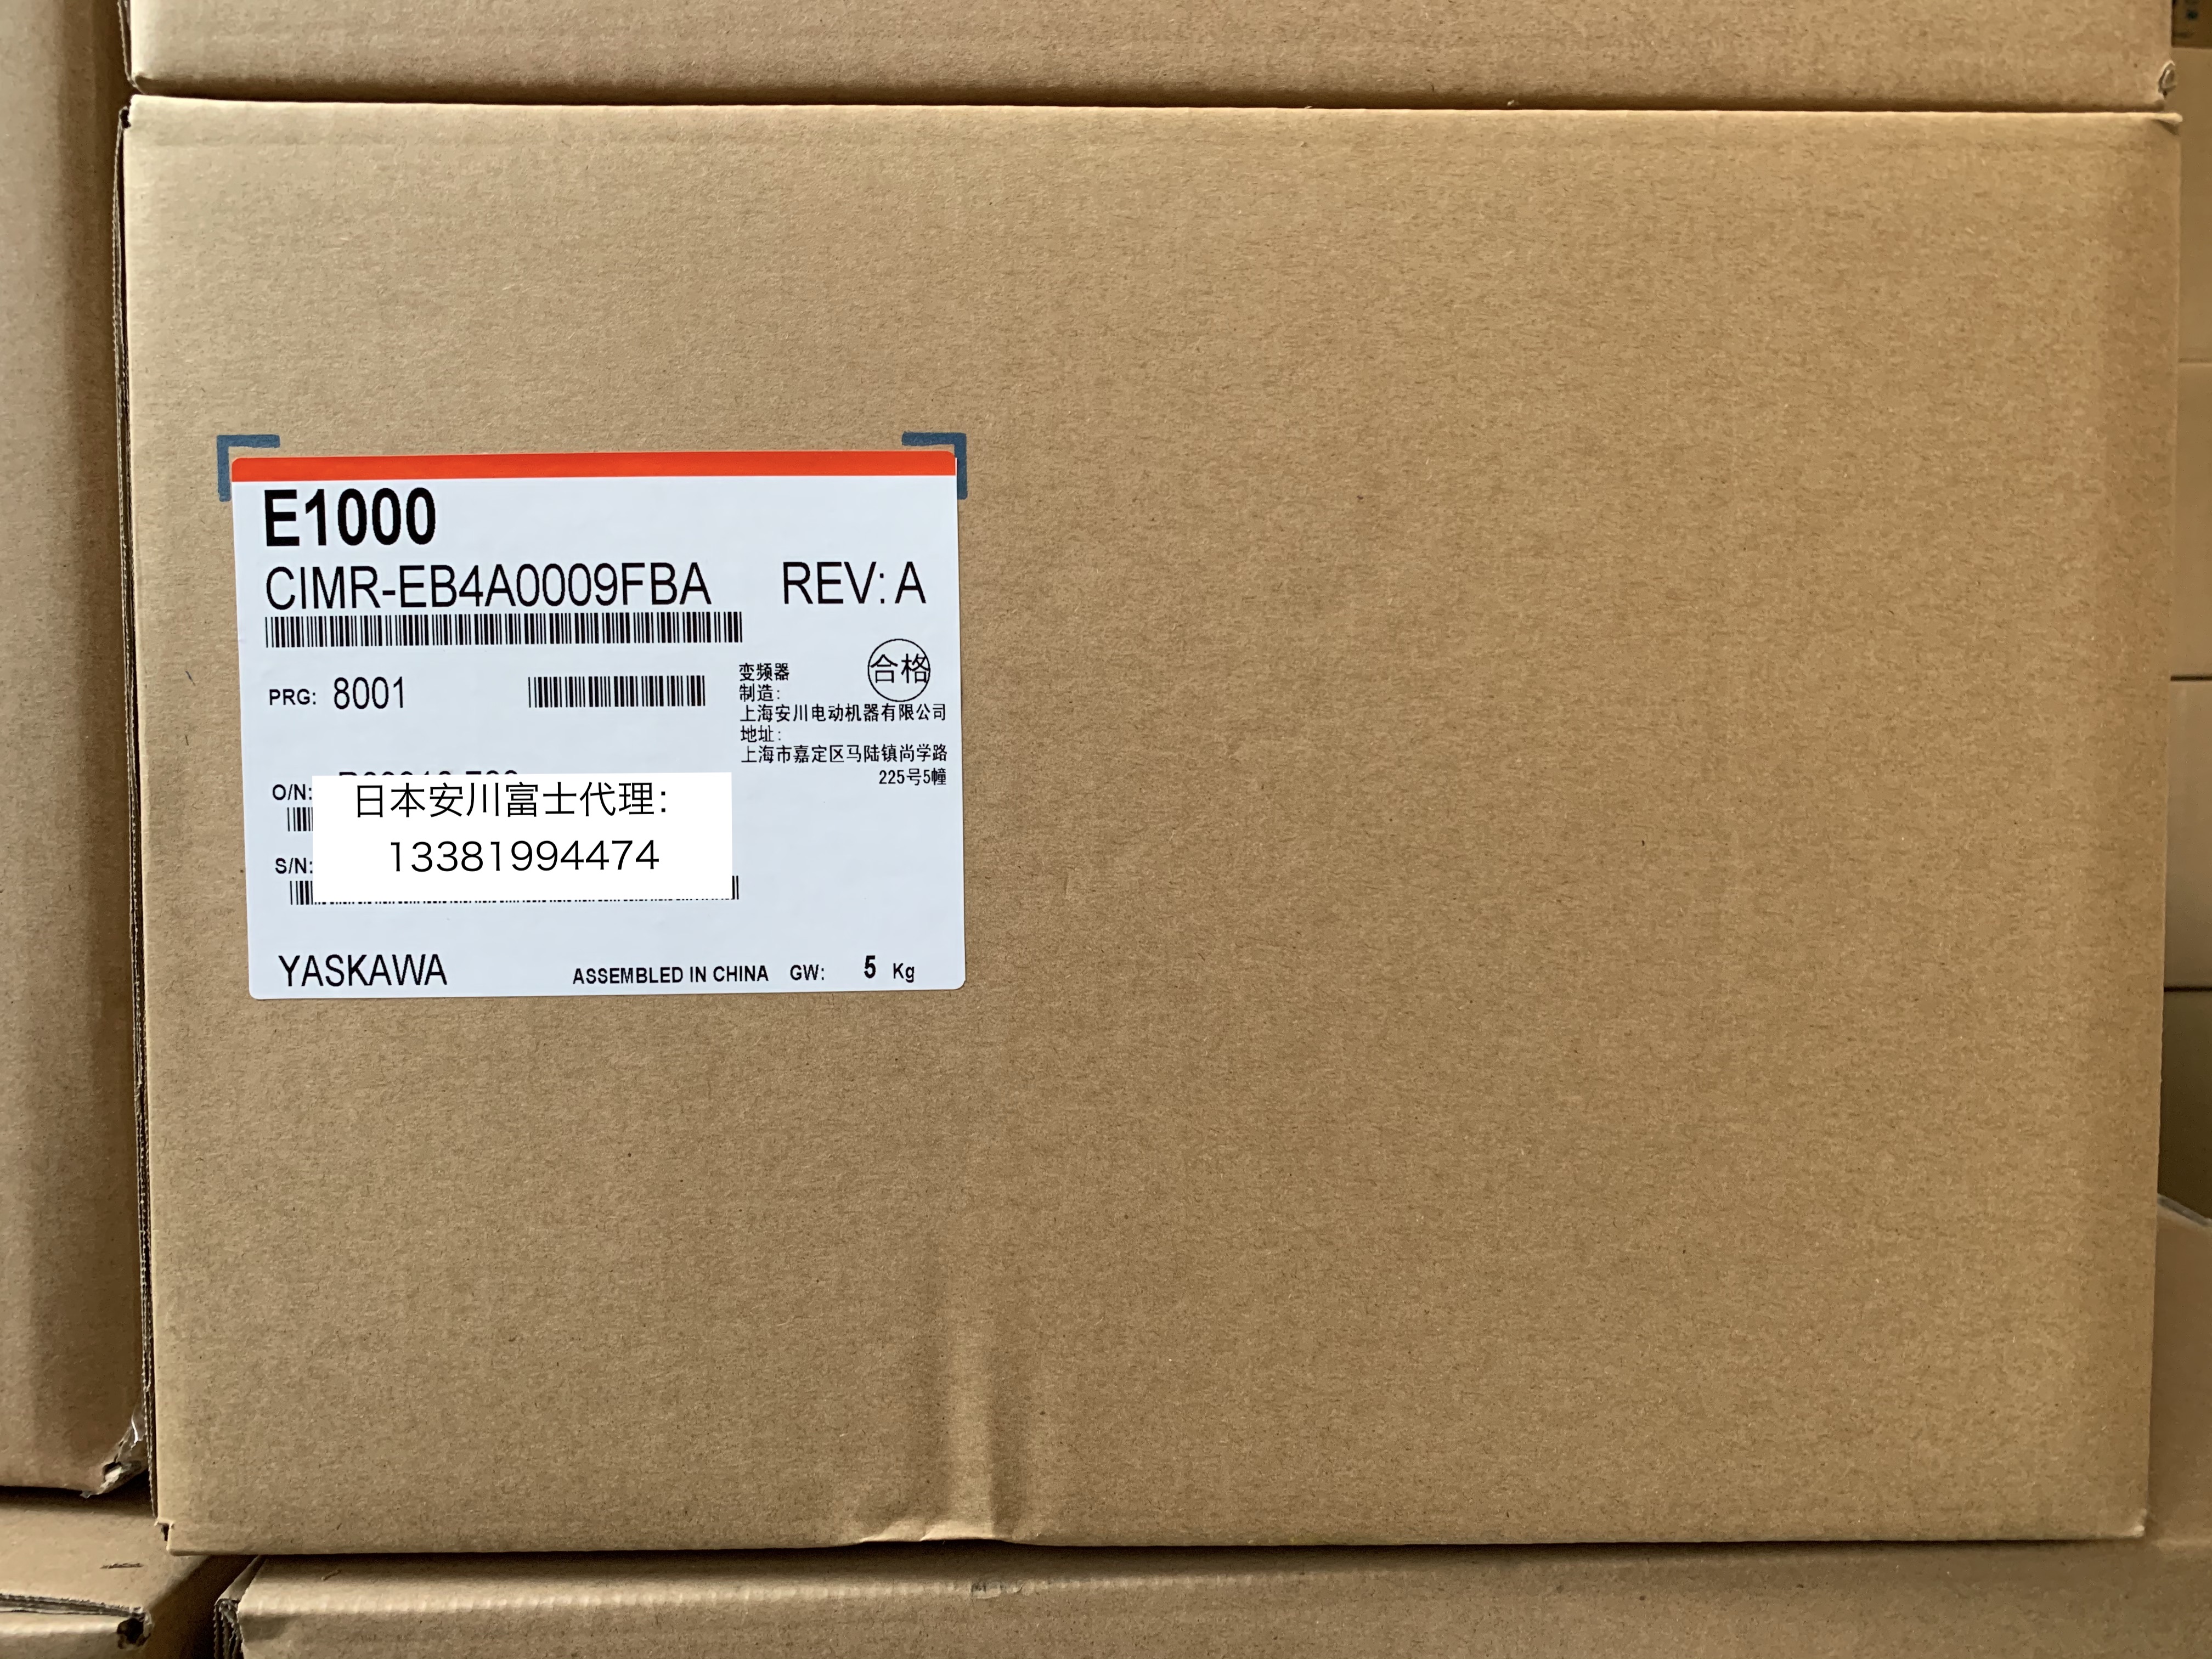 E1000
CIMR-EB4A0009FBA REV: A
PRG: 8001
合格
变频器
制造:
上海安川电动机器有限公司
地址:
上海市嘉定区马陆镇尚学路
225号5幢
O/N:
日本安川富士代理:
13381994474
S/N:
YASKAWA ASSEMBLED IN CHINA GW: 5 Kg